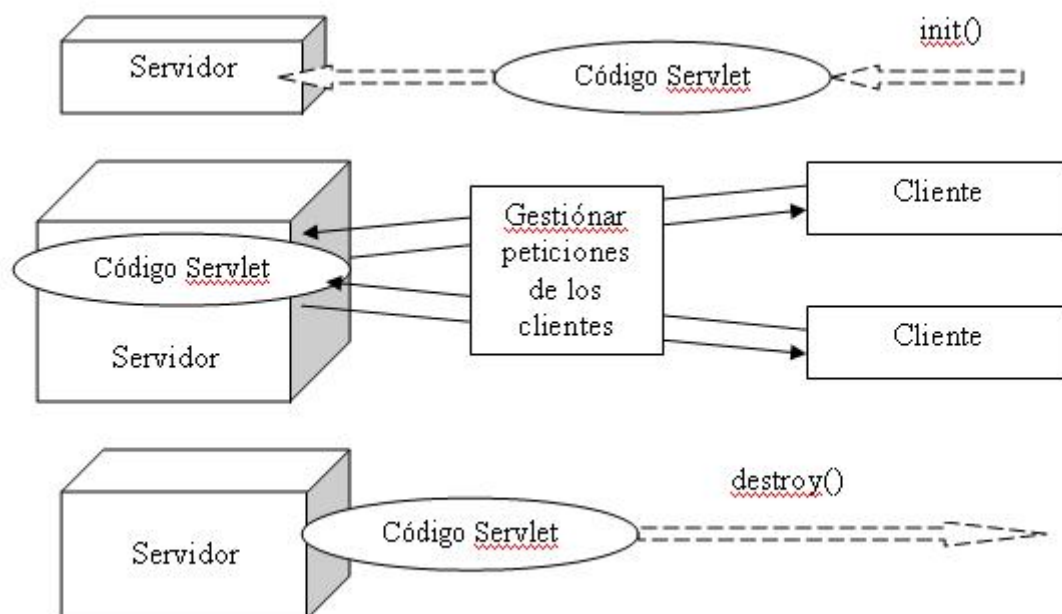 init()
Servidor
Código Servlet
Cliente
Gestiónar
peticiones
de los
clientes
Código Servlet
Servidor
Cliente
destroy()
Código Servlet
Servidor